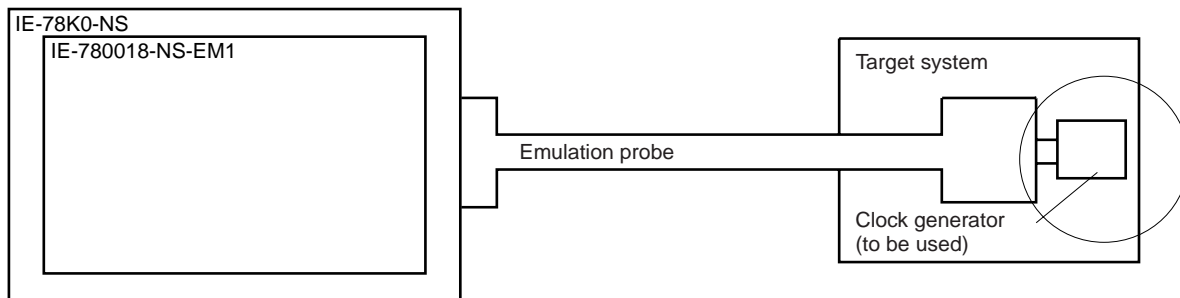 IE-78K0-NS
IE-780018-NS-EM1
Target system
Emulation probe
Clock generator
(to be used)